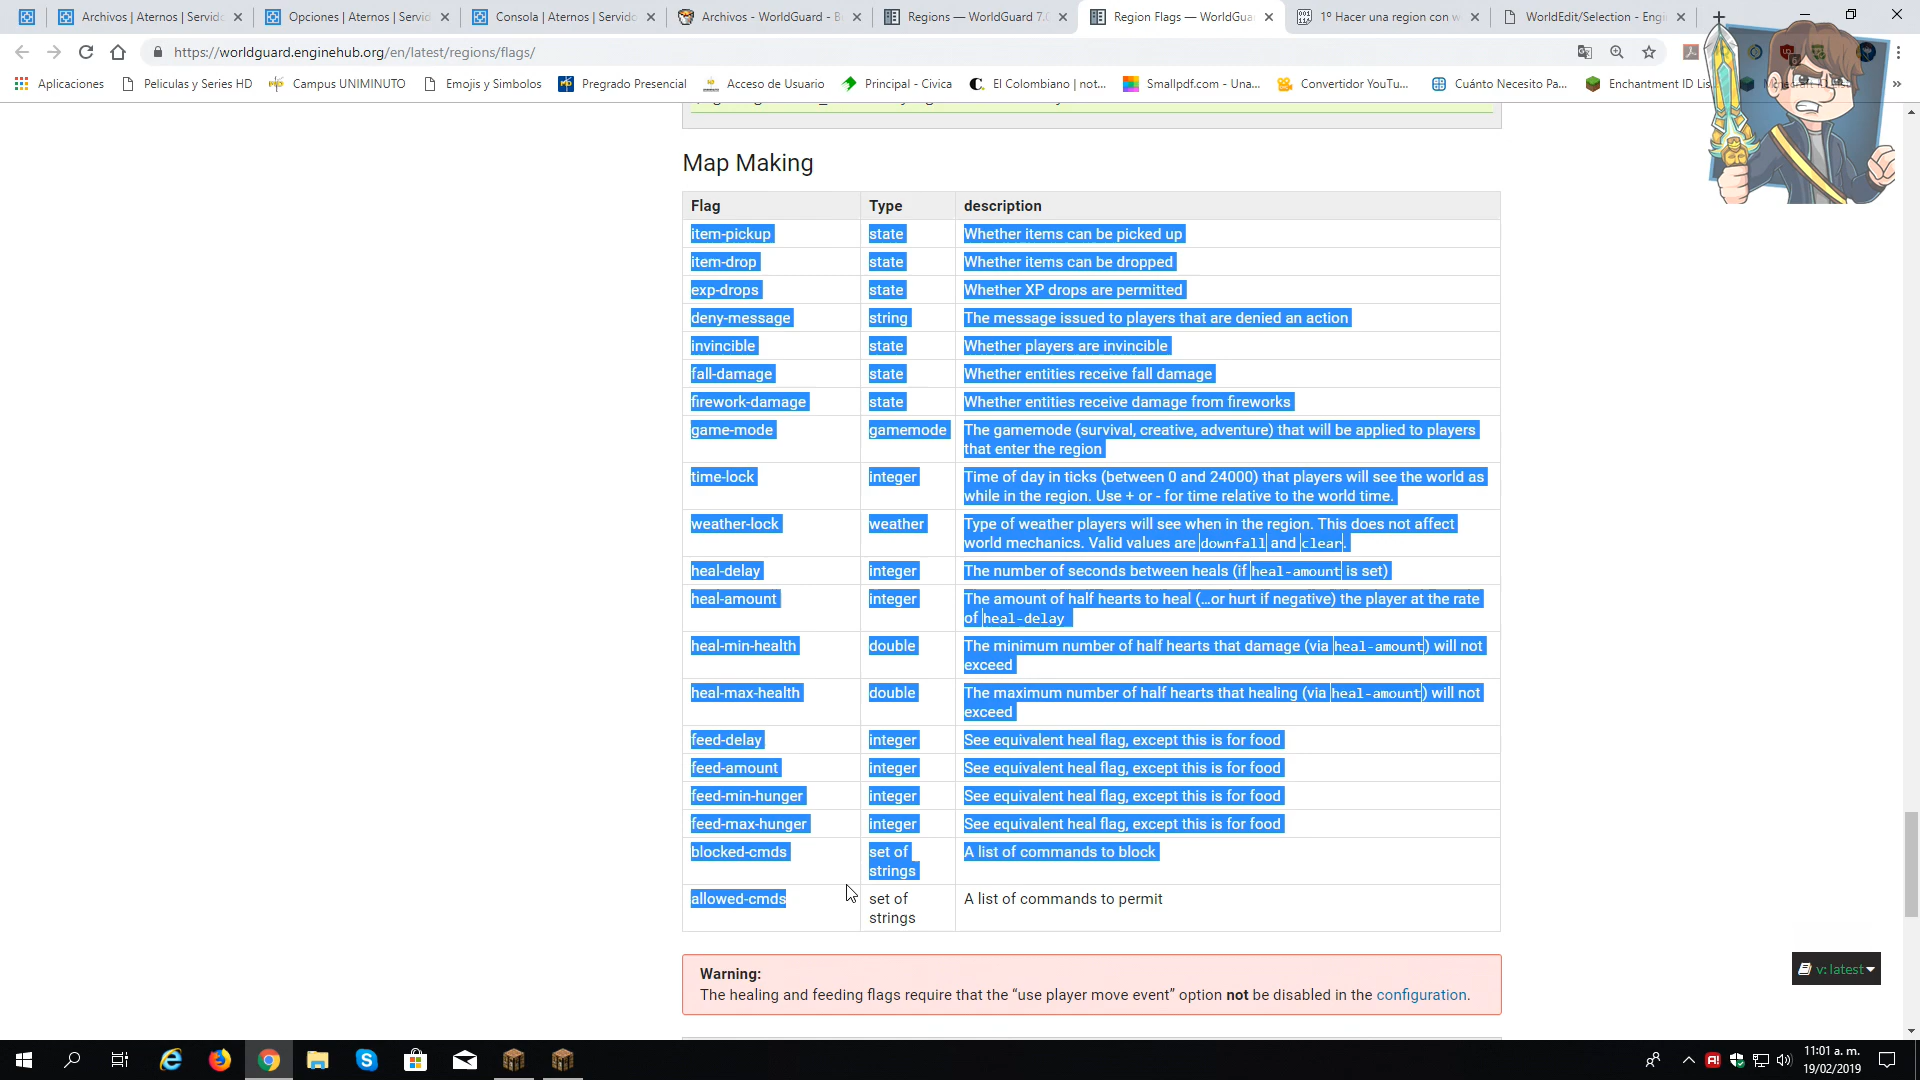 Archivos | Aternos | Servido
Opciones | Aternos | Servid
Consola | Aternos | Servido
Archivos - WorldGuard - B
Regions — WorldGuard 7.0
Region Flags — WorldGua
1º Hacer una region con w
WorldEdit/Selection - Engi
https://worldguard.enginehub.org/en/latest/regions/flags/
Aplicaciones
Peliculas y Series HD
Campus UNIMINUTO
Emojis y Simbolos
Pregrado Presencial
Acceso de Usuario
Principal - Civica
El Colombiano | not...
Smallpdf.com - Una...
Convertidor YouTu...
Cuánto Necesito Pa...
Enchantment ID Lis
Map Making
Flag Type description
item-pickup state Whether items can be picked up
item-drop state Whether items can be dropped
exp-drops state Whether XP drops are permitted
deny-message string The message issued to players that are denied an action
invincible state Whether players are invincible
fall-damage state Whether entities receive fall damage
firework-damage state Whether entities receive damage from fireworks
game-mode gamemode The gamemode (survival, creative, adventure) that will be applied to players
that enter the region
time-lock integer Time of day in ticks (between 0 and 24000) that players will see the world as
while in the region. Use + or - for time relative to the world time.
weather-lock weather Type of weather players will see when in the region. This does not affect
world mechanics. Valid values are downfall and clear.
heal-delay integer The number of seconds between heals (if heal-amount is set)
heal-amount integer The amount of half hearts to heal (…or hurt if negative) the player at the rate
of heal-delay
heal-min-health double The minimum number of half hearts that damage (via heal-amount) will not
exceed
heal-max-health double The maximum number of half hearts that healing (via heal-amount) will not
exceed
feed-delay integer See equivalent heal flag, except this is for food
feed-amount integer See equivalent heal flag, except this is for food
feed-min-hunger integer See equivalent heal flag, except this is for food
feed-max-hunger integer See equivalent heal flag, except this is for food
blocked-cmds set of A list of commands to block
strings
allowed-cmds set of A list of commands to permit
strings
Warning:
The healing and feeding flags require that the “use player move event” option not be disabled in the configuration.
v: latest
11:01 a. m.
19/02/2019